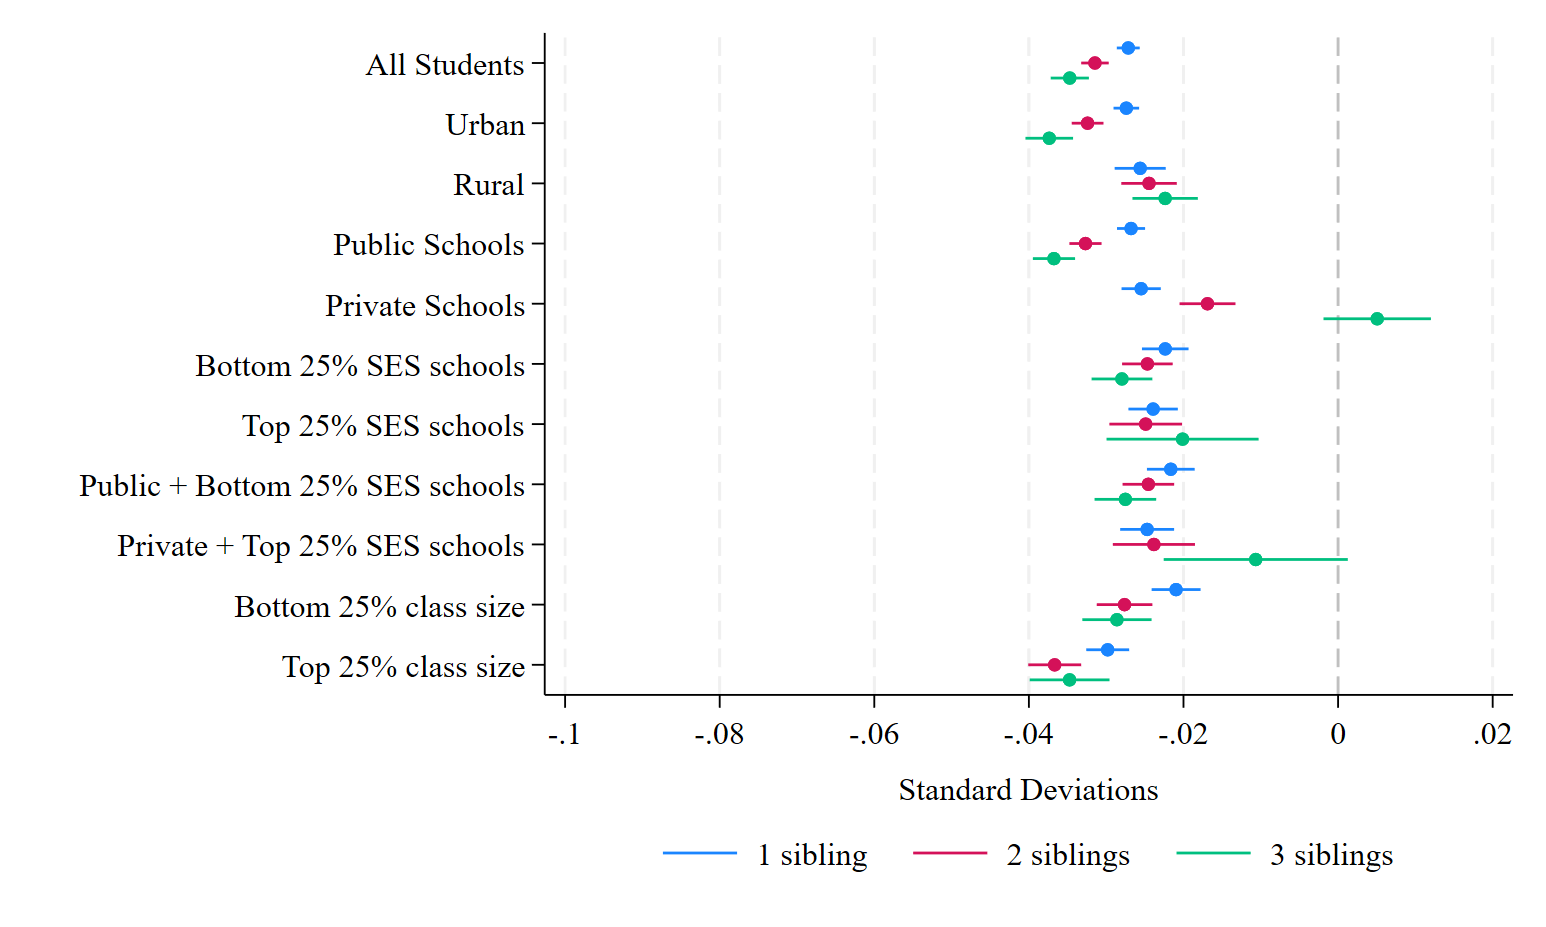 All Students
Urban
Rural
Public Schools
Private Schools
Bottom 25% SES schools
Top 25% SES schools
Public + Bottom 25% SES schools
Private + Top 25% SES schools
Bottom 25% class size
Top 25% class size
-.1 -.08 -.06 -.04 -.02 0 .02
Standard Deviations
1 sibling 2 siblings 3 siblings